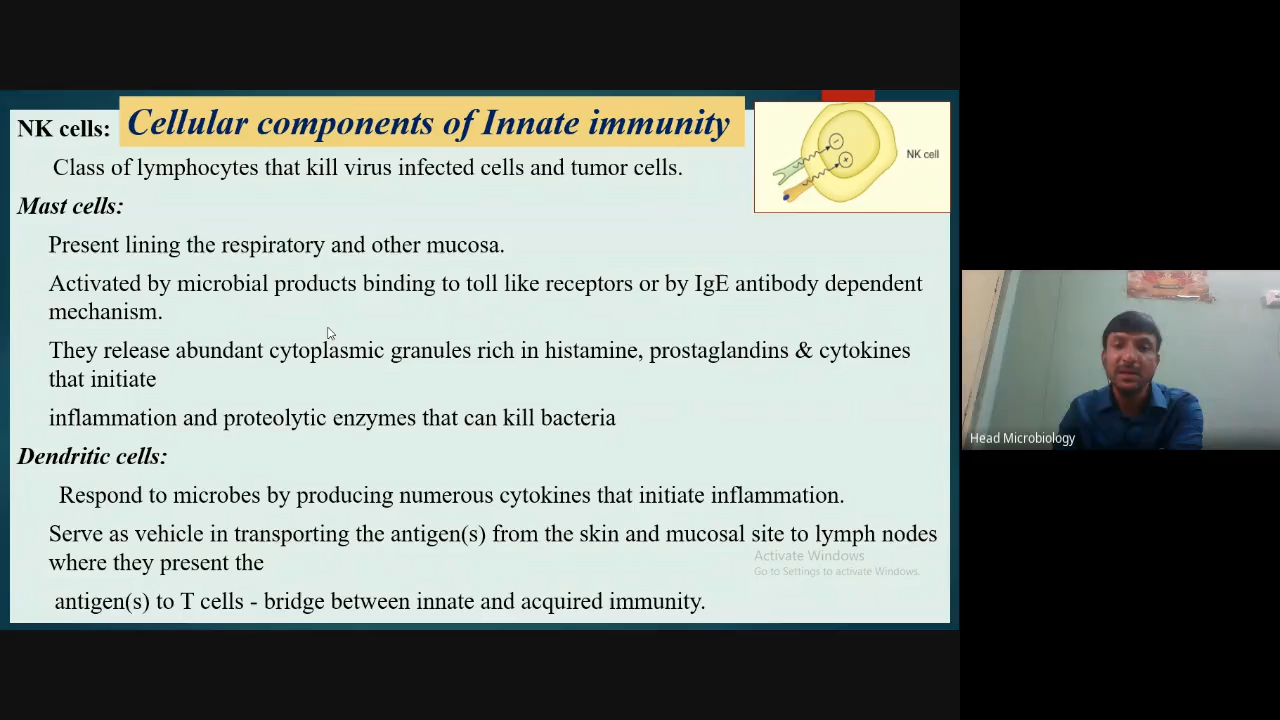 Cellular components of Innate immunity
NK cells:
Class of lymphocytes that kill virus infected cells and tumor cells.
NK cell
Mast cells:
Present lining the respiratory and other mucosa.
Activated by microbial products binding to toll like receptors or by IgE antibody dependent
mechanism.
They release abundant cytoplasmic granules rich in histamine, prostaglandins & cytokines
that initiate
inflammation and proteolytic enzymes that can kill bacteria
Dendritic cells:
Respond to microbes by producing numerous cytokines that initiate inflammation.
Serve as vehicle in transporting the antigen(s) from the skin and mucosal site to lymph nodes
where they present the
antigen(s) to T cells - bridge between innate and acquired immunity.
Activate Windows
Go to Settings to activate Windows.
Head Microbiology